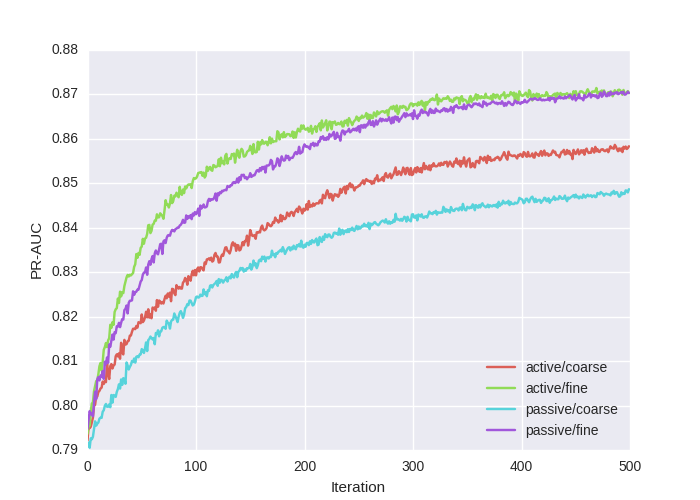 0.88
0.87
0.86
0.85
0.84
0.83
0.82
0.81
0.80
0.79
PR-AUC
active/coarse
active/fine
passive/coarse
passive/fine
0 100 200 300 400 500
Iteration